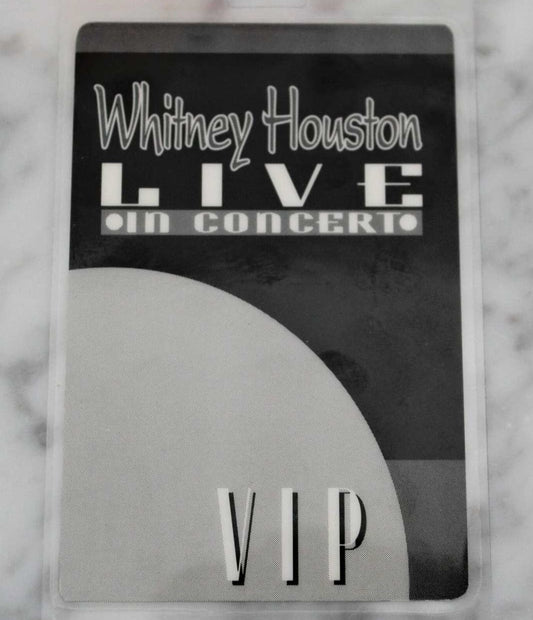 Whitney Houston
LIVE
•IN CONCERT•
VIP